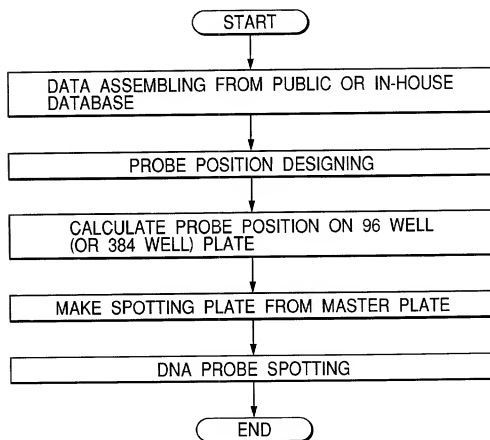 START
DATA ASSEMBLING FROM PUBLIC OR IN-HOUSE
DATABASE
PROBE POSITION DESIGNING
CALCULATE PROBE POSITION ON 96 WELL
(OR 384 WELL) PLATE
MAKE SPOTTING PLATE FROM MASTER PLATE
DNA PROBE SPOTTING
END